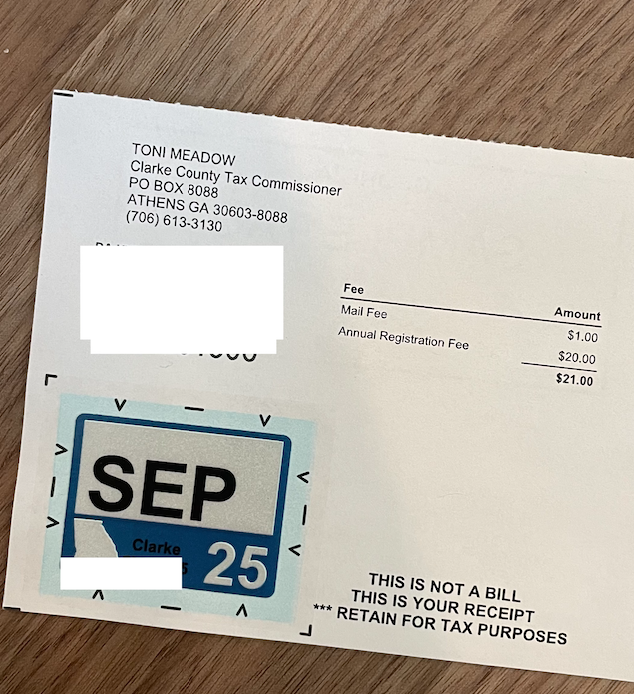 TONI MEADOW
Clarke County Tax Commissioner
PO BOX 8088
ATHENS GA 30603-8088
(706) 613-3130
Fee Amount
Mail Fee $1.00
Annual Registration Fee $20.00
$21.00
SEP
Clarke
25
THIS IS NOT A BILL
THIS IS YOUR RECEIPT
*** RETAIN FOR TAX PURPOSES